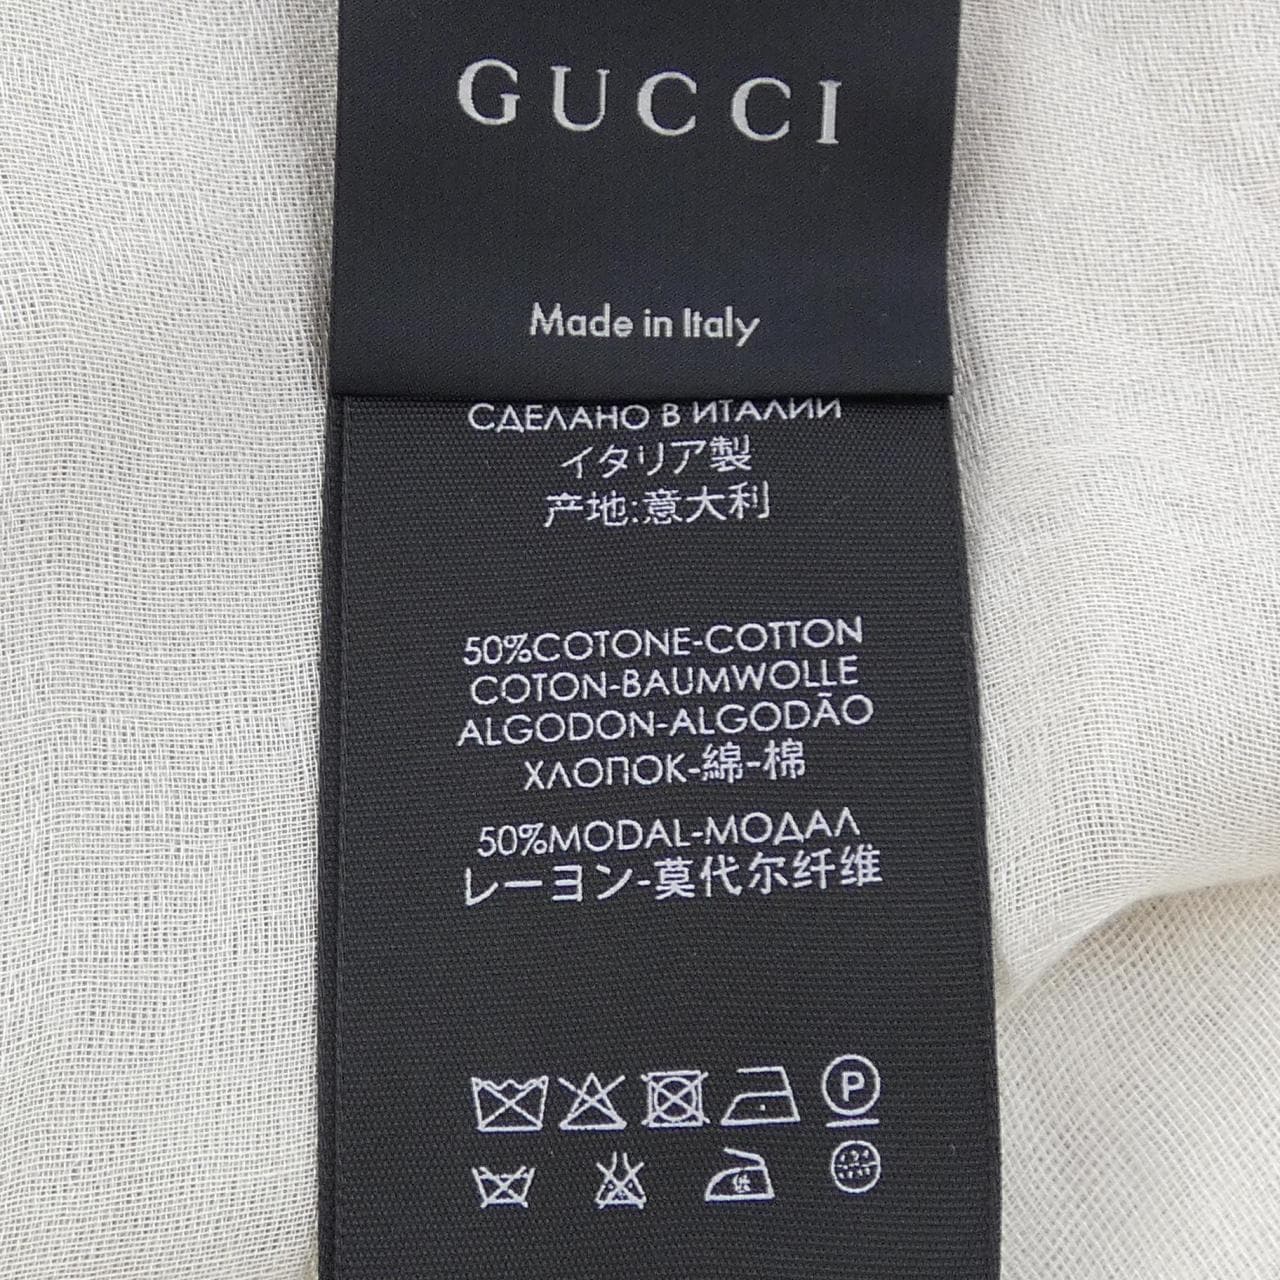 GUCCI
Made in Italy
СДЕЛАНО В ИТАЛИИ
イタリア製
产地:意大利
50%COTONE-COTTON
COTON-BAUMWOLLE
ALGODON-ALGODÃO
ХЛОПОК-綿-棉
50%MODAL-МОДАЛ
レーヨン-莫代尔纤维
P